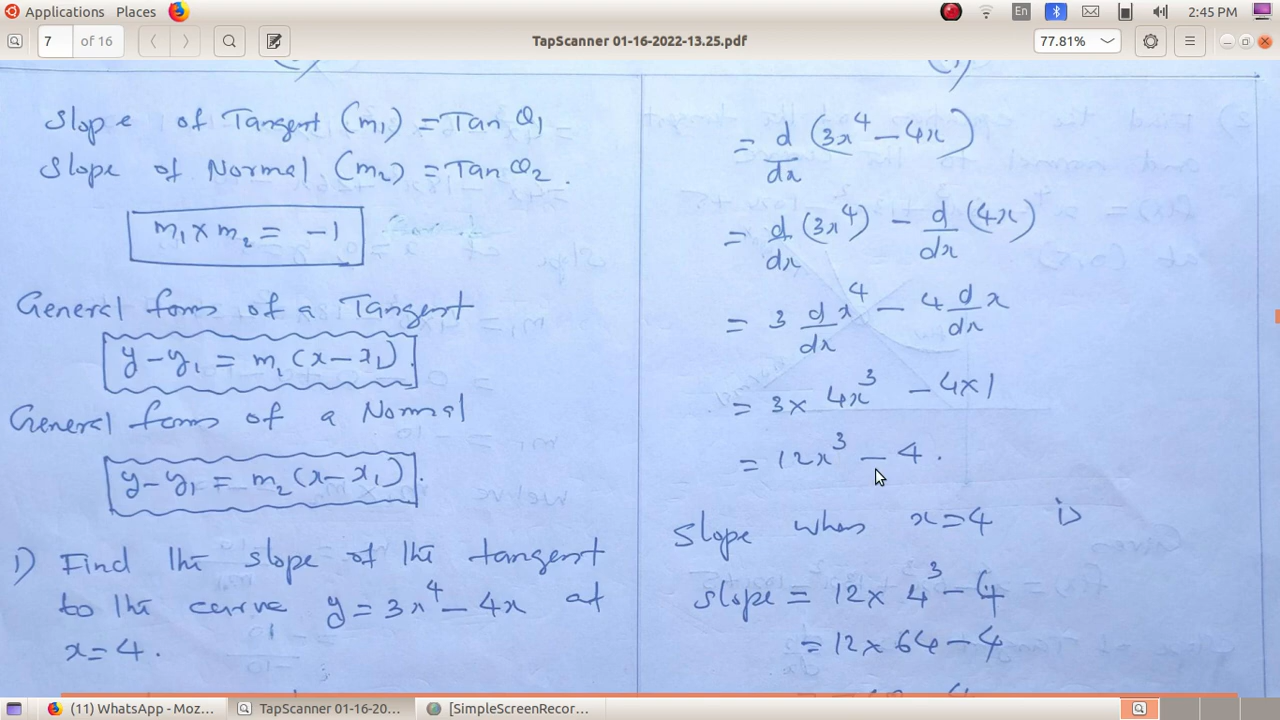 Applications Places
En
2:45 PM
7 of 16
TapScanner 01-16-2022-13.25.pdf
77.81%
Slope of Tangent (m₁) = Tan θ₁
Slope of Normal (m₂) = Tan θ₂.
m₁ × m₂ = -1
General form of a Tangent
y-y₁ = m₁(x-x₁).
General form of a Normal
y-y₁ = m₂(x-x₁).
1) Find the slope of the tangent
to the curve y = 3x⁴ - 4x at
x = 4.
= d/dx (3x⁴ - 4x)
= d/dx (3x⁴) - d/dx (4x)
= 3 d/dx x⁴ - 4 d/dx x
= 3 × 4x³ - 4×1
= 12x³ - 4.
Slope when x = 4 is
Slope = 12 × 4³ - 4
= 12 × 64 - 4
(11) WhatsApp - Moz...
TapScanner 01-16-20...
[SimpleScreenRecor...